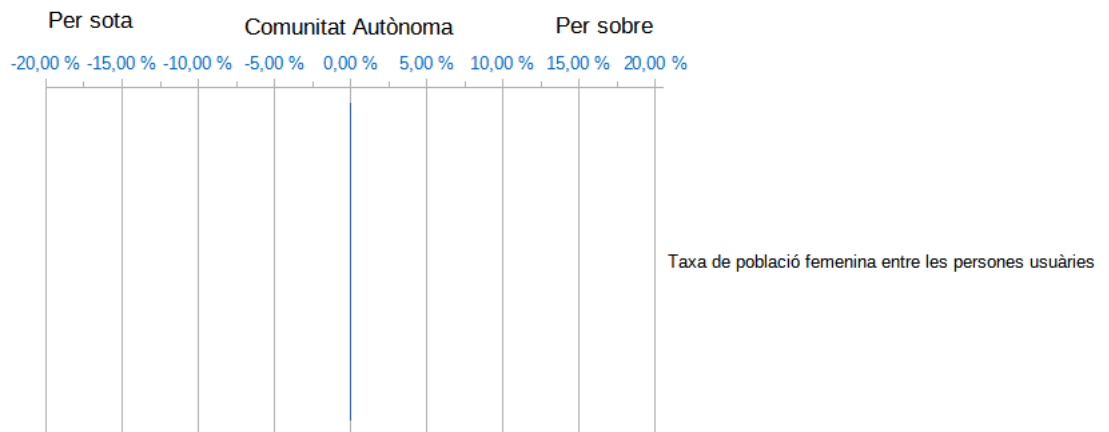 Per sota Comunitat Autònoma Per sobre
-20,00 % -15,00 % -10,00 % -5,00 % 0,00 % 5,00 % 10,00 % 15,00 % 20,00 %
Taxa de població femenina entre les persones usuàries